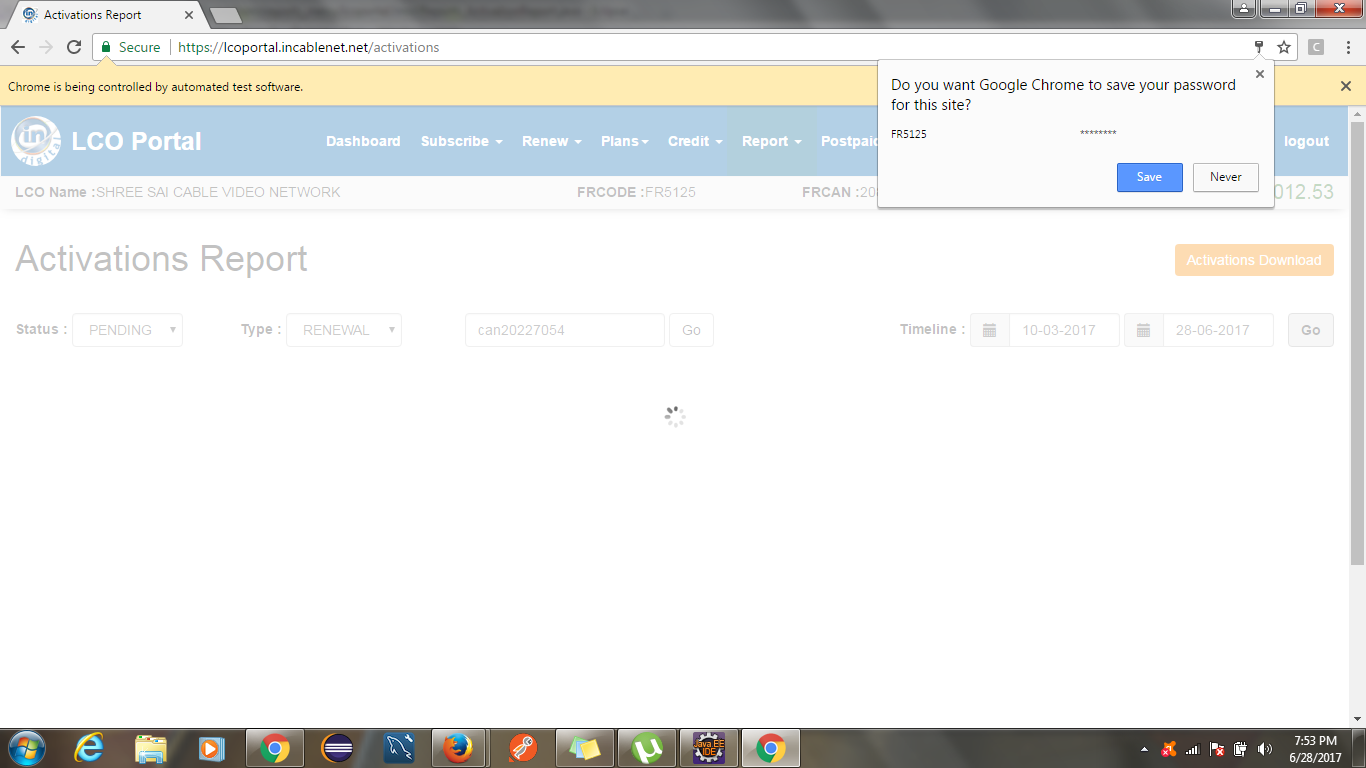 Activations Report
Secure https://lcoportal.incablenet.net/activations
C
Chrome is being controlled by automated test software.
Do you want Google Chrome to save your password
for this site?
FR5125 ********
Save Never
in
digital
LCO Portal Dashboard Subscribe Renew Plans Credit Report Postpaid logout
LCO Name :SHREE SAI CABLE VIDEO NETWORK FRCODE :FR5125 FRCAN :20 012.53
Activations Report Activations Download
Status : PENDING Type : RENEWAL can20227054 Go Timeline : 10-03-2017 28-06-2017 Go
Java EE
IDE
7:53 PM
6/28/2017